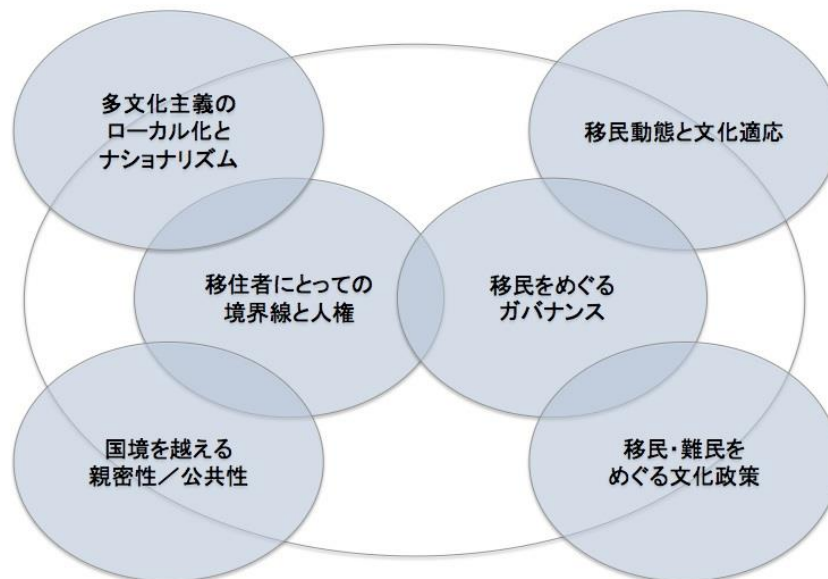 多文化主義の
ローカル化と
ナショナリズム
移民動態と文化適応
移住者にとっての
境界線と人権
移民をめぐる
ガバナンス
国境を越える
親密性／公共性
移民・難民を
めぐる文化政策